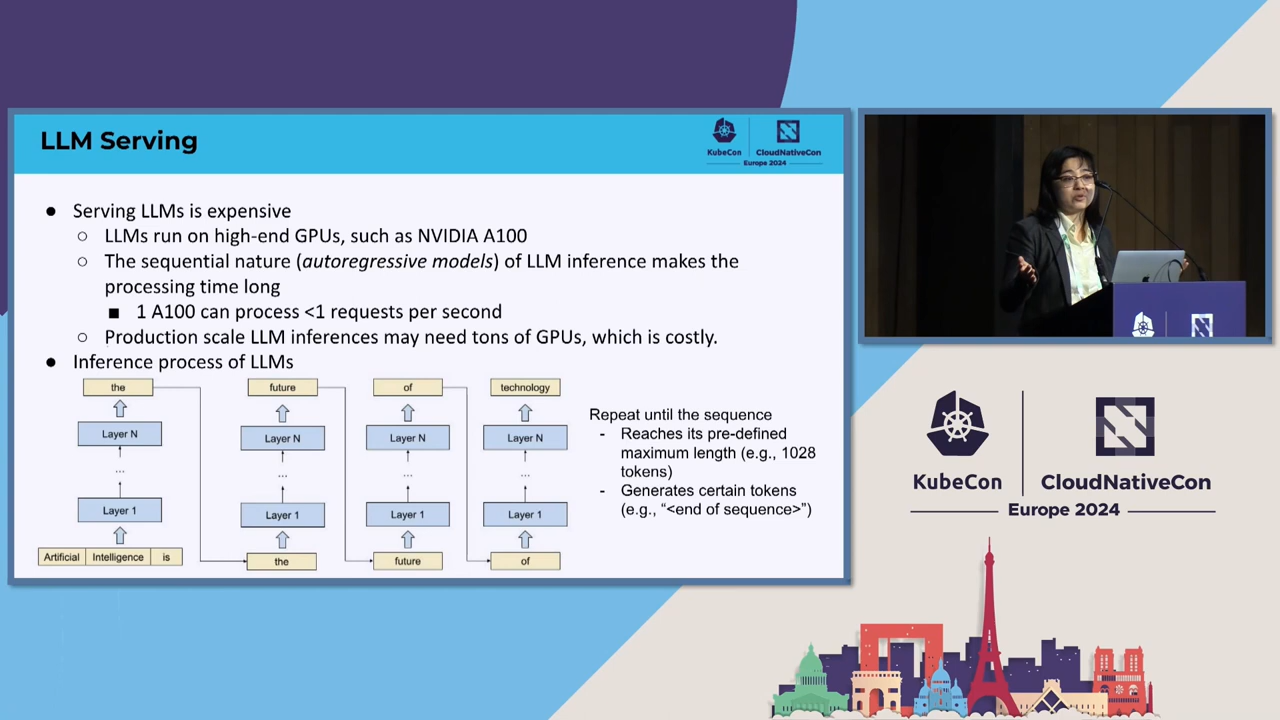 LLM Serving
KubeCon
CloudNativeCon
Europe 2024
● Serving LLMs is expensive
○ LLMs run on high-end GPUs, such as NVIDIA A100
○ The sequential nature (autoregressive models) of LLM inference makes the
processing time long
■ 1 A100 can process <1 requests per second
○ Production scale LLM inferences may need tons of GPUs, which is costly.
● Inference process of LLMs
the
future
of
technology
Layer N
Layer N
Layer N
Layer N
...
...
...
...
Layer 1
Layer 1
Layer 1
Layer 1
Artificial Intelligence is
the
future
of
Repeat until the sequence
- Reaches its pre-defined
maximum length (e.g., 1028
tokens)
- Generates certain tokens
(e.g., “<end of sequence>”)
KubeCon
CloudNativeCon
Europe 2024